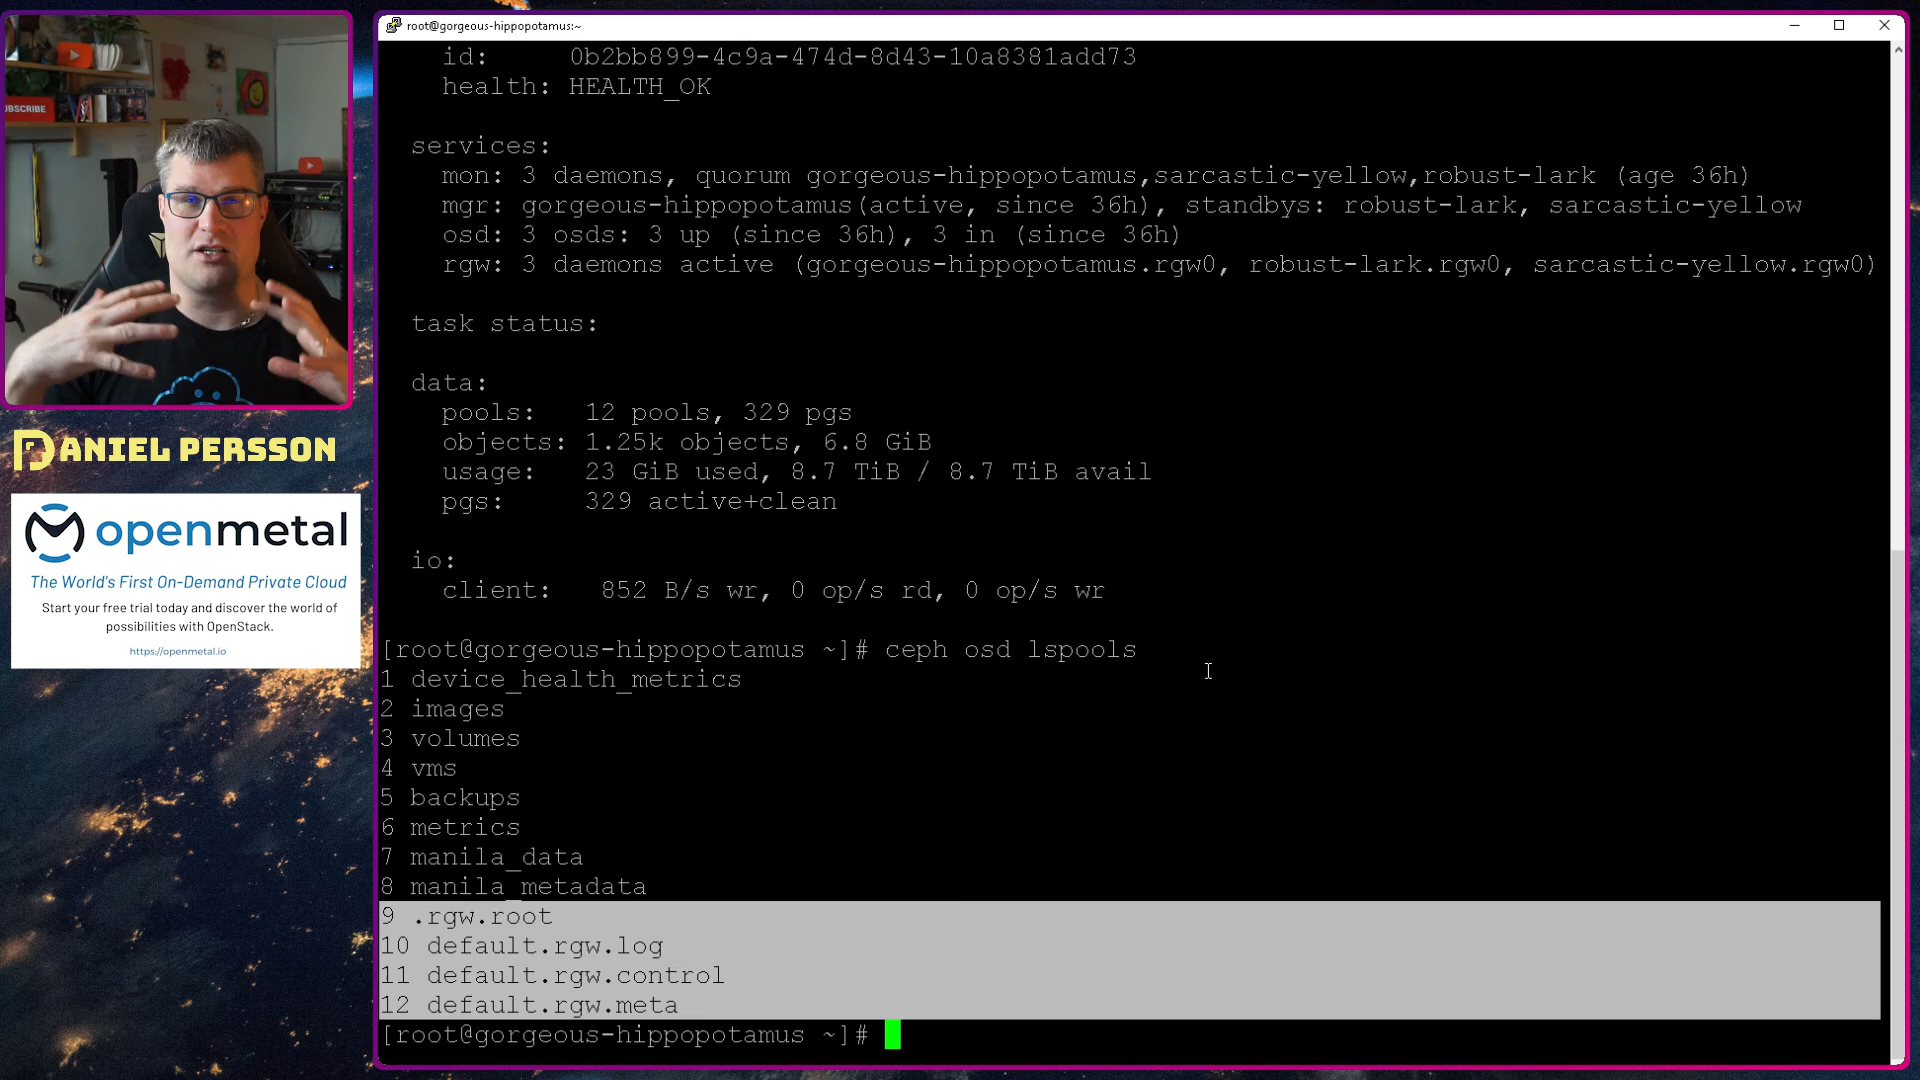 SUBSCRIBE
DANIEL PERSSON
openmetal
The World's First On-Demand Private Cloud
Start your free trial today and discover the world of
possibilities with OpenStack.
https://openmetal.io
root@gorgeous-hippopotamus:~
id: 0b2bb899-4c9a-474d-8d43-10a8381add73
health: HEALTH_OK
services:
mon: 3 daemons, quorum gorgeous-hippopotamus,sarcastic-yellow,robust-lark (age 36h)
mgr: gorgeous-hippopotamus(active, since 36h), standbys: robust-lark, sarcastic-yellow
osd: 3 osds: 3 up (since 36h), 3 in (since 36h)
rgw: 3 daemons active (gorgeous-hippopotamus.rgw0, robust-lark.rgw0, sarcastic-yellow.rgw0)
task status:
data:
pools: 12 pools, 329 pgs
objects: 1.25k objects, 6.8 GiB
usage: 23 GiB used, 8.7 TiB / 8.7 TiB avail
pgs: 329 active+clean
io:
client: 852 B/s wr, 0 op/s rd, 0 op/s wr
[root@gorgeous-hippopotamus ~]# ceph osd lspools
1 device_health_metrics
2 images
3 volumes
4 vms
5 backups
6 metrics
7 manila_data
8 manila_metadata
9 .rgw.root
10 default.rgw.log
11 default.rgw.control
12 default.rgw.meta
[root@gorgeous-hippopotamus ~]#